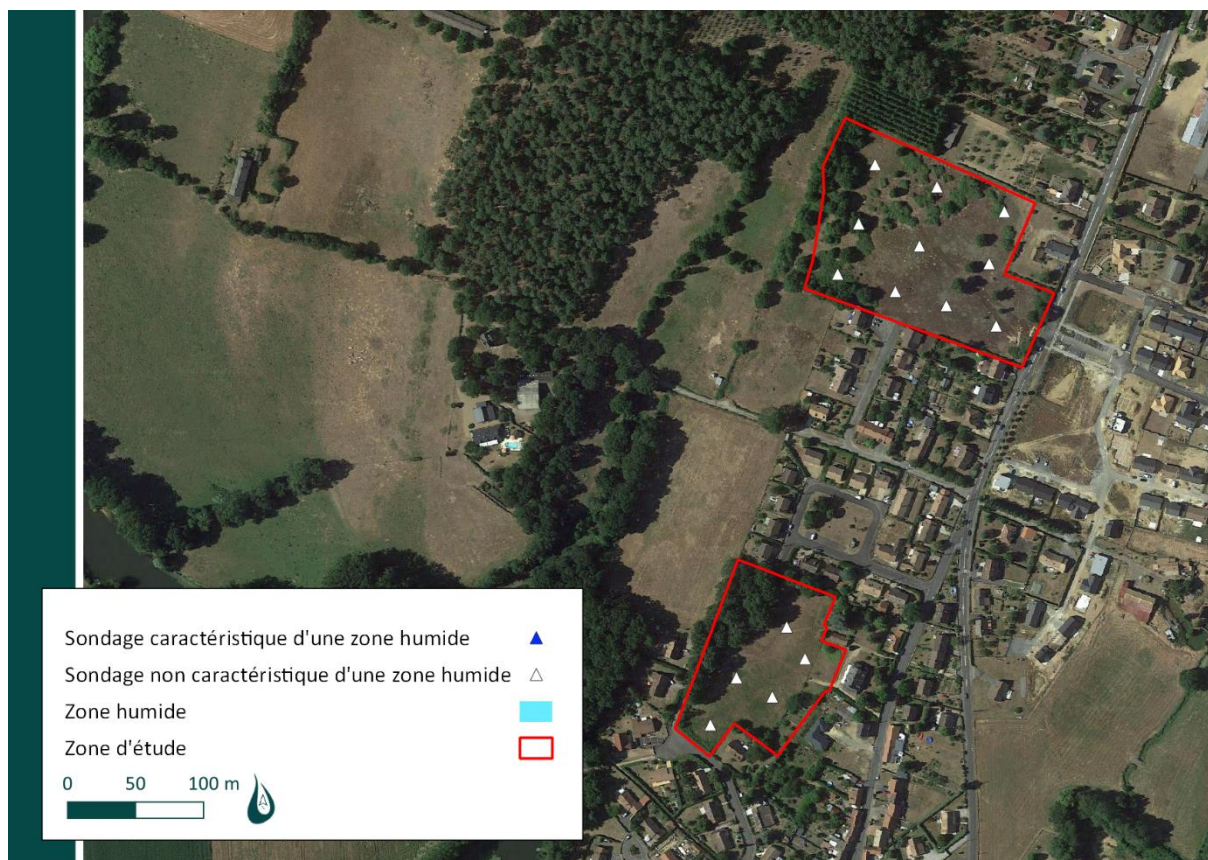 Sondage caractéristique d'une zone humide
Sondage non caractéristique d'une zone humide
Zone humide
Zone d'étude
0 50 100 m